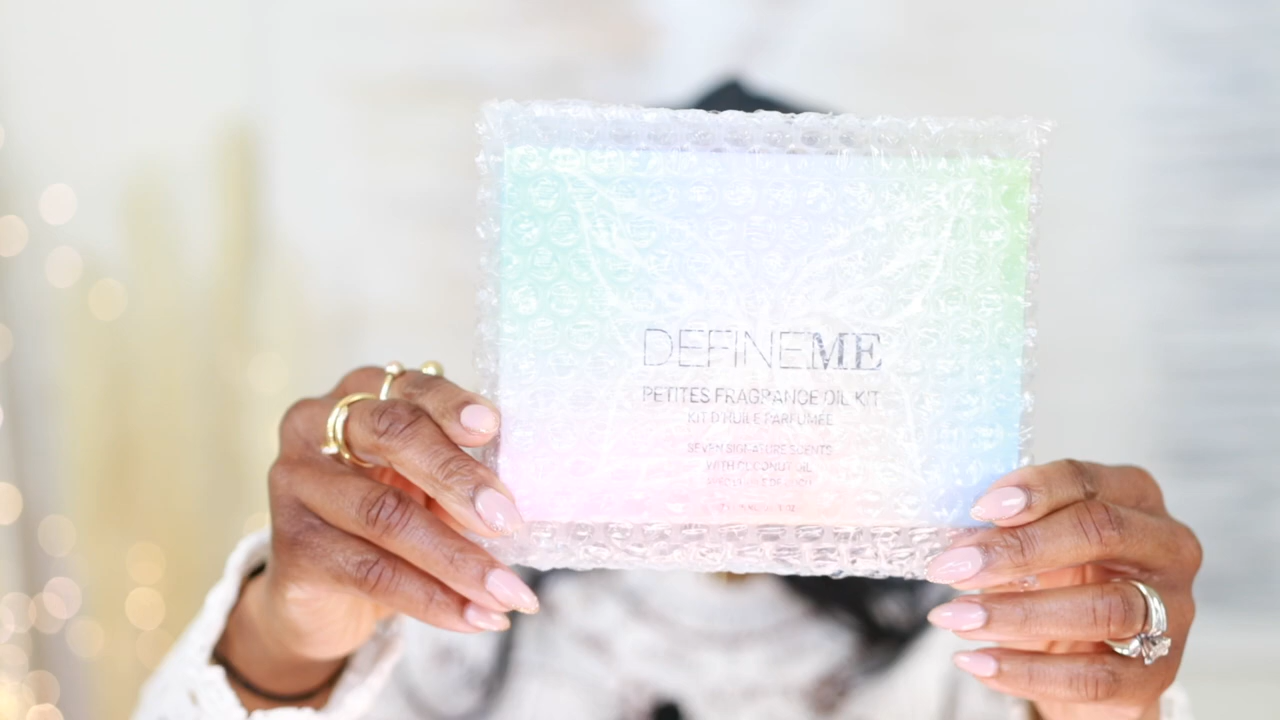 DEFINEME
PETITES FRAGRANCE OIL KIT
KIT D'HUILE PARFUMÉE
SEVEN SIGNATURE SCENTS
WITH COCONUT OIL